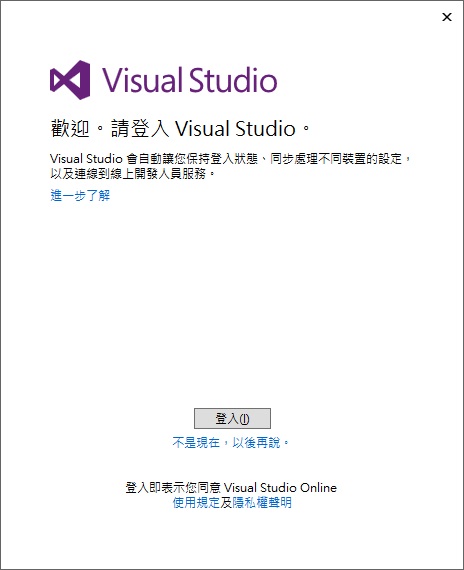 Visual Studio
歡迎。請登入 Visual Studio。
Visual Studio 會自動讓您保持登入狀態、同步處理不同裝置的設定，
以及連線到線上開發人員服務。
進一步了解
登入(I)
不是現在，以後再說。
登入即表示您同意 Visual Studio Online
使用規定及隱私權聲明